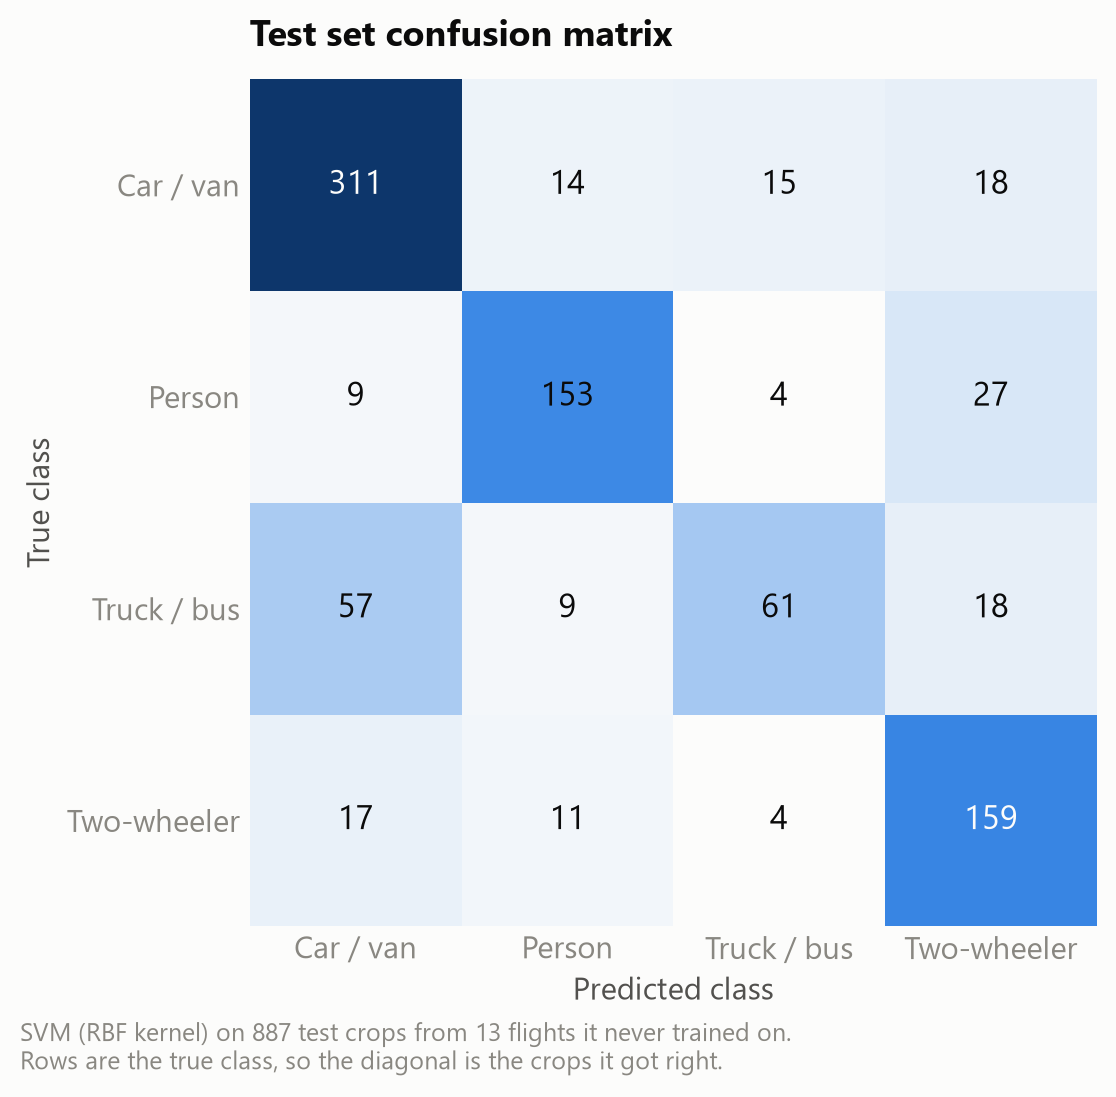 Test set confusion matrix
Car / van 311 14 15 18
Person 9 153 4 27
True class
Truck / bus 57 9 61 18
Two-wheeler 17 11 4 159
Car / van Person Truck / bus Two-wheeler
Predicted class
SVM (RBF kernel) on 887 test crops from 13 flights it never trained on.
Rows are the true class, so the diagonal is the crops it got right.